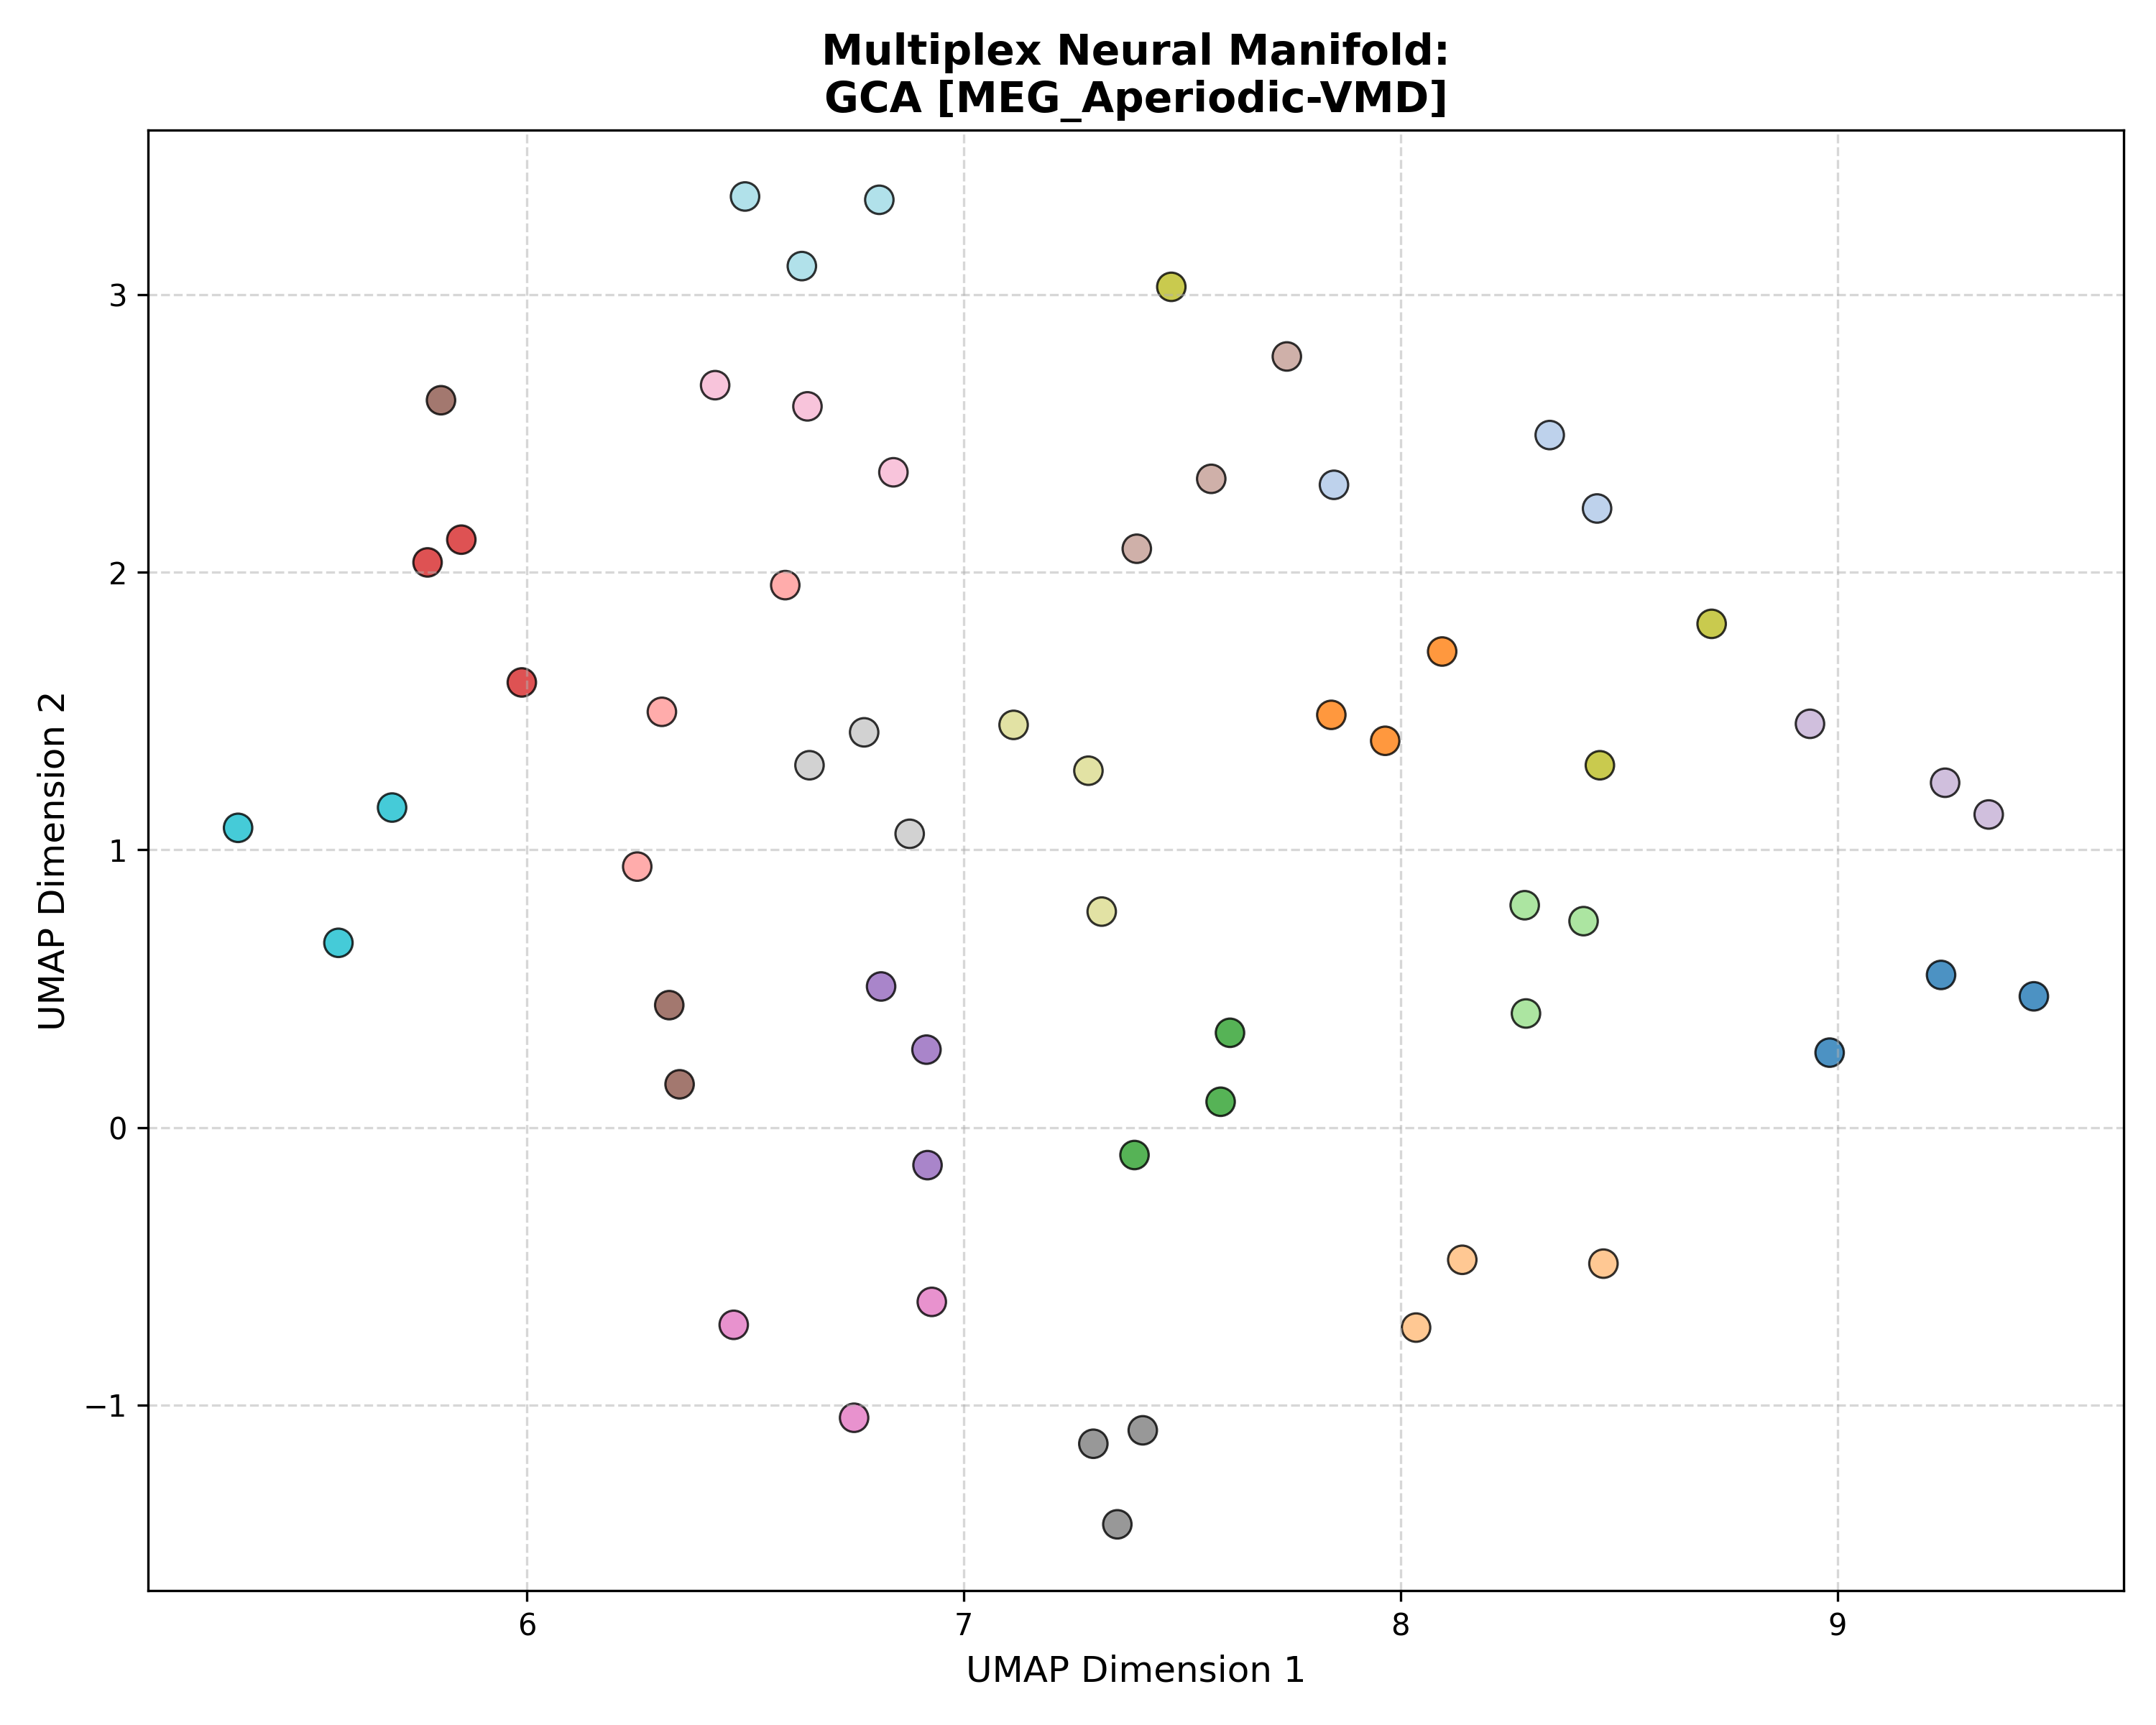 Multiplex Neural Manifold:
GCA [MEG_Aperiodic-VMD]
UMAP Dimension 2
3
2
1
0
−1
6 7 8 9
UMAP Dimension 1